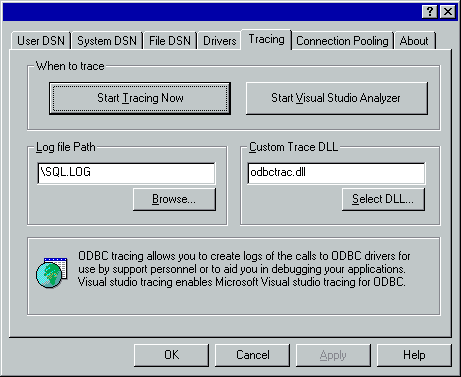 User DSN System DSN File DSN Drivers Tracing Connection Pooling About
When to trace
Start Tracing Now Start Visual Studio Analyzer
Log file Path Custom Trace DLL
\SQL.LOG odbctrac.dll
Browse... Select DLL...
ODBC tracing allows you to create logs of the calls to ODBC drivers for
use by support personnel or to aid you in debugging your applications.
Visual studio tracing enables Microsoft Visual studio tracing for ODBC.
OK Cancel Apply Help